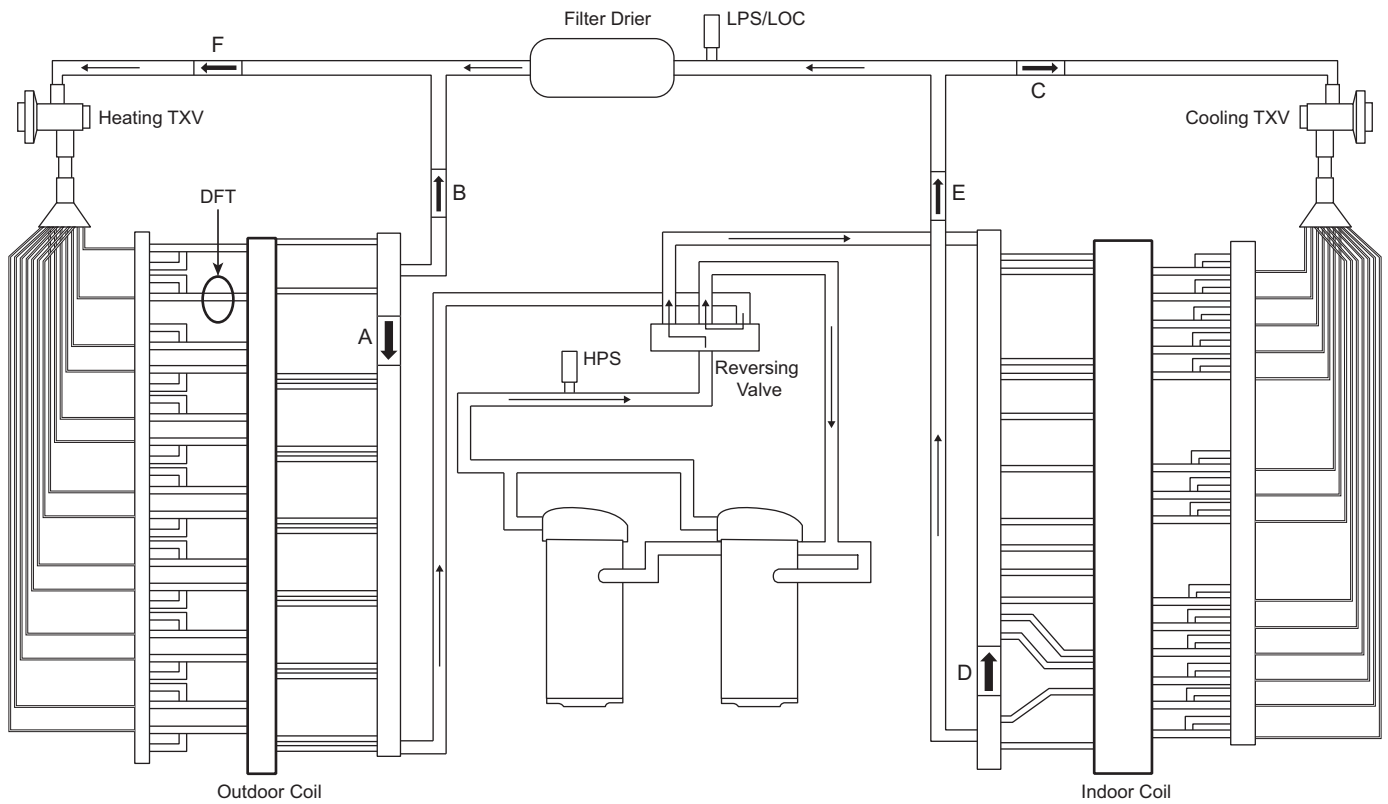 Filter Drier
LPS/LOC
F
C
Heating TXV
Cooling TXV
DFT
B
E
A
HPS
Reversing
Valve
D
Outdoor Coil
Indoor Coil